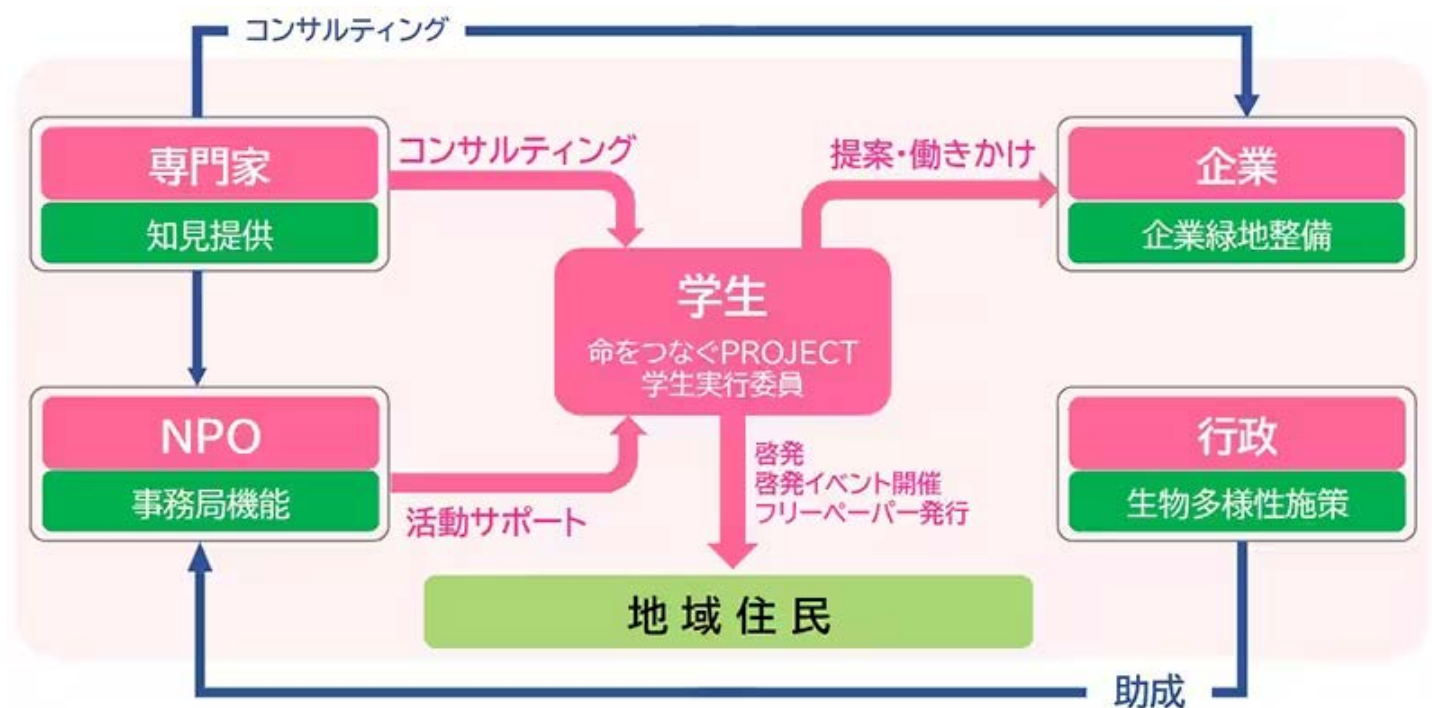 コンサルティング
専門家
知見提供
コンサルティング
提案・働きかけ
企業
企業緑地整備
学生
命をつなぐPROJECT
学生実行委員
NPO
事務局機能
活動サポート
啓発
啓発イベント開催
フリーペーパー発行
行政
生物多様性施策
地域住民
助成